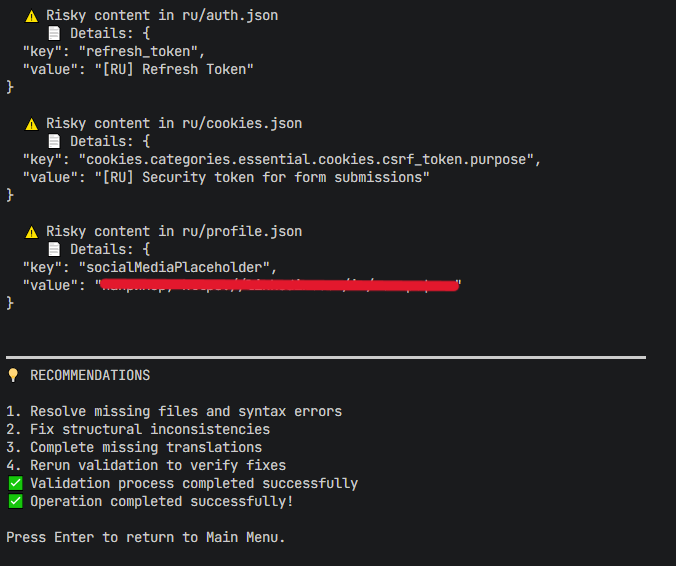 ⚠️ Risky content in ru/auth.json
📄 Details: {
"key": "refresh_token",
"value": "[RU] Refresh Token"
}
⚠️ Risky content in ru/cookies.json
📄 Details: {
"key": "cookies.categories.essential.cookies.csrf_token.purpose",
"value": "[RU] Security token for form submissions"
}
⚠️ Risky content in ru/profile.json
📄 Details: {
"key": "socialMediaPlaceholder",
"value": "
}
💡 RECOMMENDATIONS
1. Resolve missing files and syntax errors
2. Fix structural inconsistencies
3. Complete missing translations
4. Rerun validation to verify fixes
✅ Validation process completed successfully
✅ Operation completed successfully!
Press Enter to return to Main Menu.